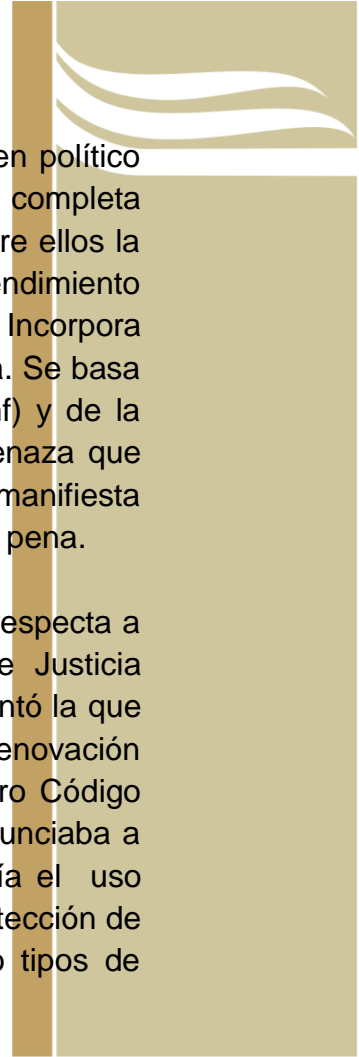 en político
completa
re ellos la
endimiento
Incorpora
a. Se basa
nf) y de la
enaza que
manifiesta
pena.
especta a
e Justicia
ntó la que
enovación
ro Código
unciaba a
ía el uso
tección de
o tipos de